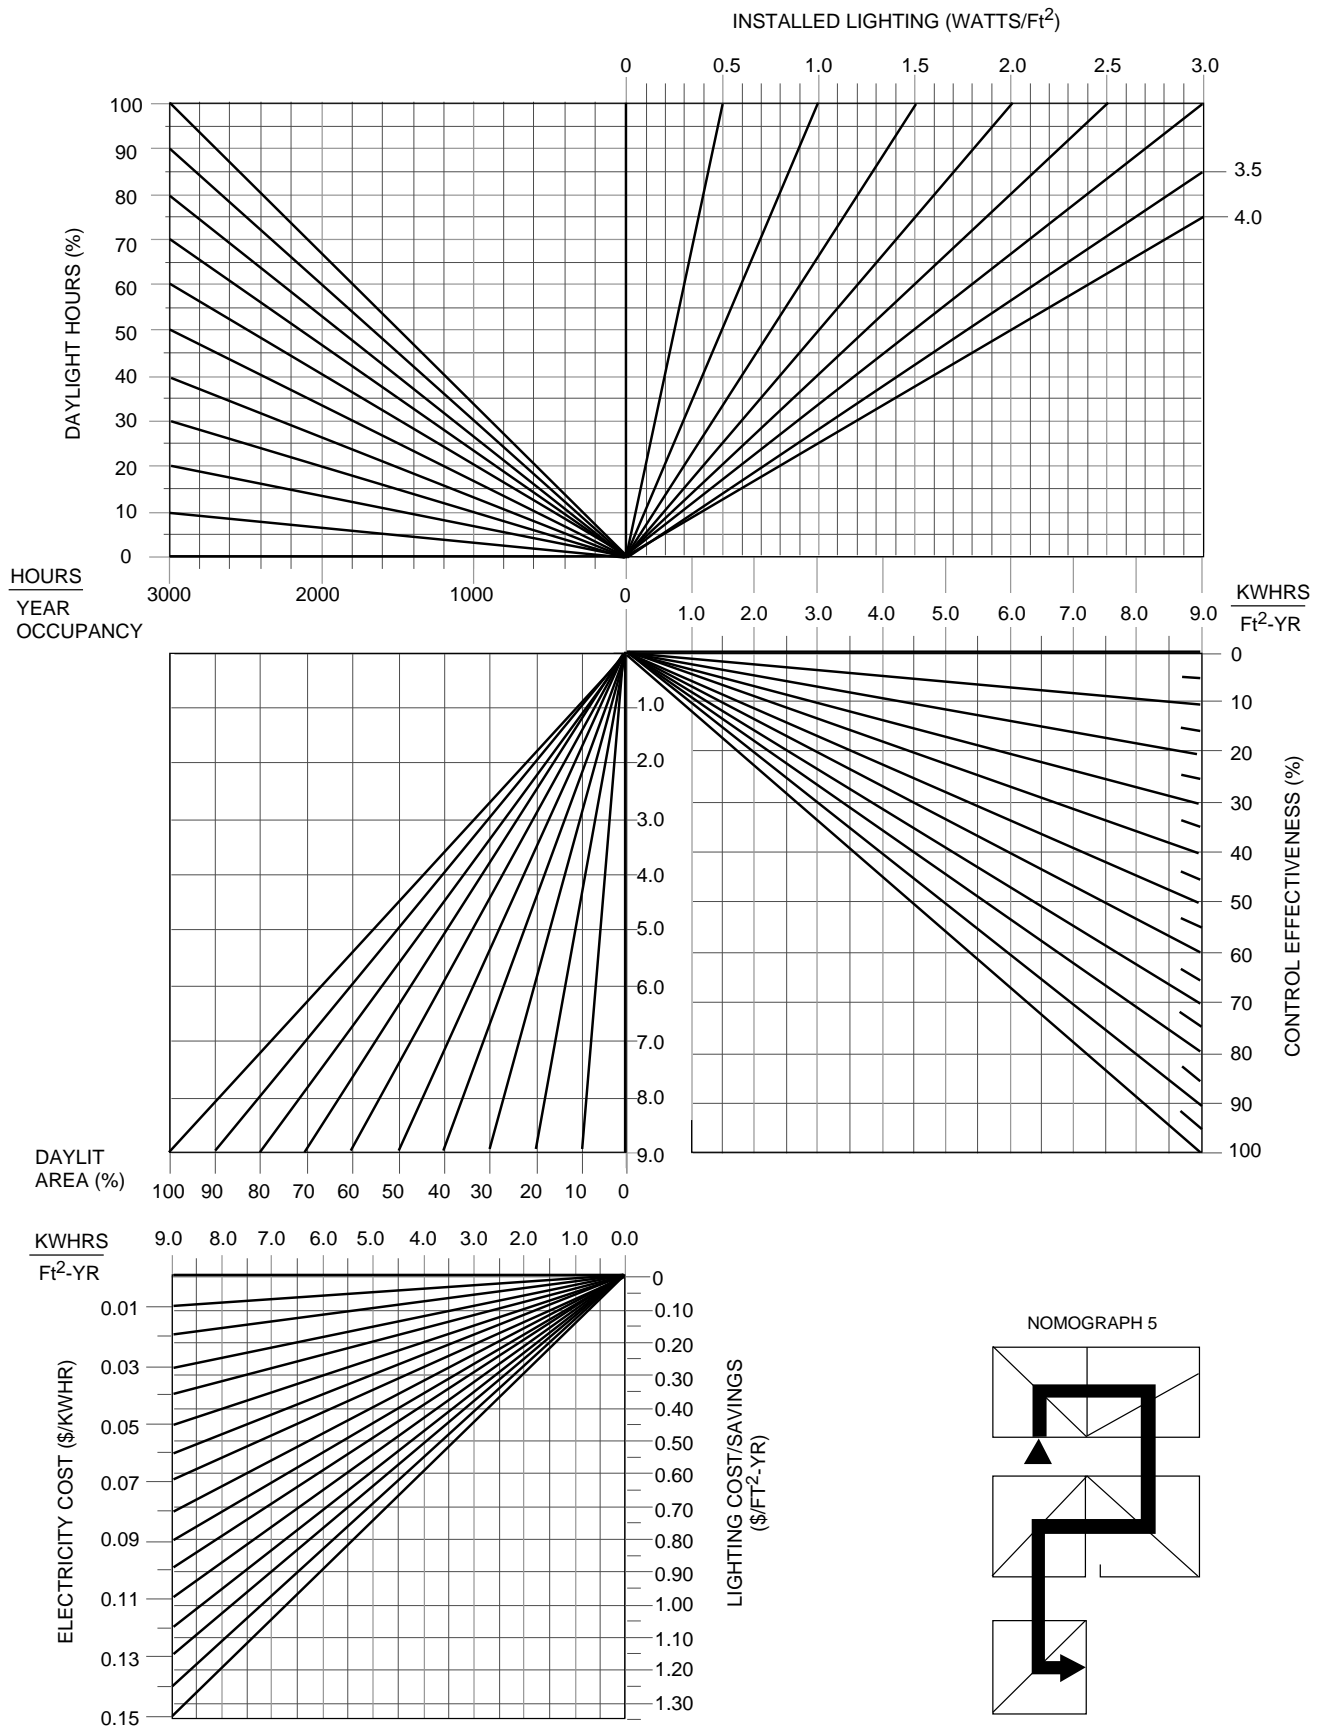 INSTALLED LIGHTING (WATTS/Ft2)
0 0.5 1.0 1.5 2.0 2.5 3.0
3.5
4.0
100
90
80
70
60
50
40
30
20
10
0
DAYLIGHT HOURS (%)
HOURS
YEAR
OCCUPANCY
3000 2000 1000 0
1.0 2.0 3.0 4.0 5.0 6.0 7.0 8.0 9.0
KWHRS
Ft2-YR
0
10
20
30
40
50
60
70
80
90
100
CONTROL EFFECTIVENESS (%)
1.0
2.0
3.0
4.0
5.0
6.0
7.0
8.0
9.0
DAYLIT
AREA (%)
100 90 80 70 60 50 40 30 20 10 0
KWHRS
Ft2-YR
9.0 8.0 7.0 6.0 5.0 4.0 3.0 2.0 1.0 0.0
0.01
0.03
0.05
0.07
0.09
0.11
0.13
0.15
ELECTRICITY COST ($/KWHR)
0
0.10
0.20
0.30
0.40
0.50
0.60
0.70
0.80
0.90
1.00
1.10
1.20
1.30
LIGHTING COST/SAVINGS
($/FT2-YR)
NOMOGRAPH 5